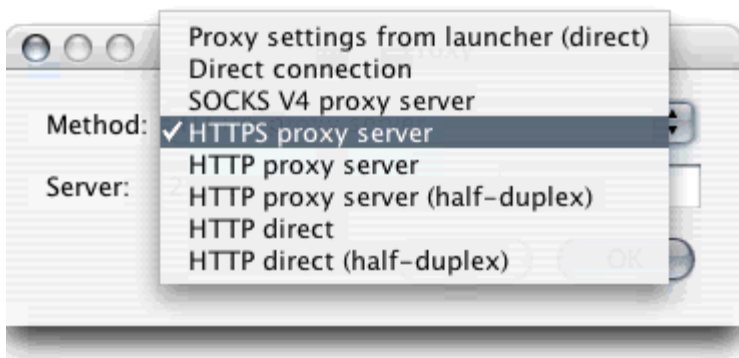 Proxy settings from launcher (direct)
Direct connection
SOCKS V4 proxy server
Method: ✓HTTPS proxy server
HTTP proxy server
Server:
HTTP proxy server (half-duplex)
HTTP direct
HTTP direct (half-duplex)
OK